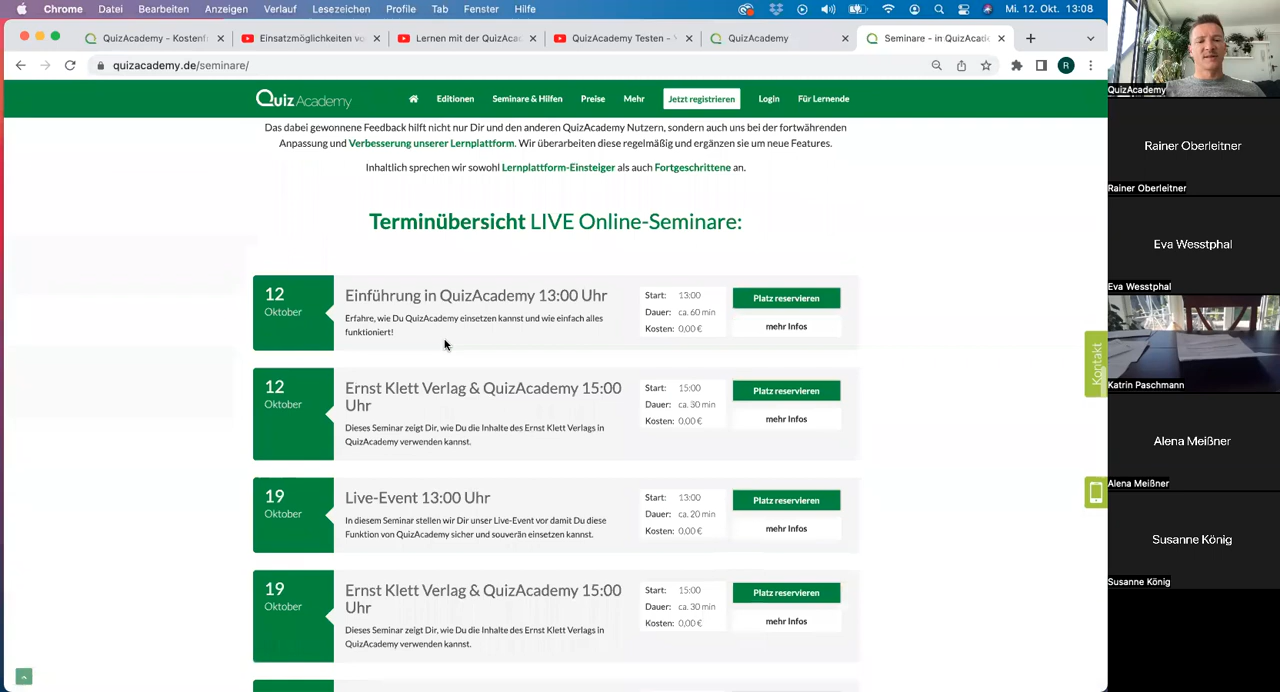 Chrome Ablage Bearbeiten Anzeigen Verlauf Lesezeichen Profile Tab Fenster Hilfe Mi. 12. Okt. 13:08
QuizAcademy – Kostenf
Einsatzmöglichkeiten vo
Lernen mit der QuizAcad
QuizAcademy Testen - Y
QuizAcademy
Seminare - in QuizAcad
quizacademy.de/seminare/
R
QuizAcademy
Editionen
Seminare & Hilfen
Preise
Mehr
Jetzt registrieren
Login
Für Lernende
Das dabei gewonnene Feedback hilft nicht nur Dir und den anderen QuizAcademy Nutzern, sondern auch uns bei der fortwährenden
Anpassung und Verbesserung unserer Lernplattform. Wir überarbeiten diese regelmäßig und ergänzen sie um neue Features.
Inhaltlich sprechen wir sowohl Lernplattform-Einsteiger als auch Fortgeschrittene an.
Terminübersicht LIVE Online-Seminare:
12
Oktober
Einführung in QuizAcademy 13:00 Uhr
Erfahre, wie Du QuizAcademy einsetzen kannst und wie einfach alles
funktioniert!
Start: 13:00
Dauer: ca. 60 min
Kosten: 0,00 €
Platz reservieren
mehr Infos
12
Oktober
Ernst Klett Verlag & QuizAcademy 15:00
Uhr
Dieses Seminar zeigt Dir, wie Du die Inhalte des Ernst Klett Verlags in
QuizAcademy verwenden kannst.
Start: 15:00
Dauer: ca. 30 min
Kosten: 0,00 €
Platz reservieren
mehr Infos
19
Oktober
Live-Event 13:00 Uhr
In diesem Seminar stellen wir Dir unser Live-Event vor damit Du diese
Funktion von QuizAcademy sicher und souverän einsetzen kannst.
Start: 13:00
Dauer: ca. 20 min
Kosten: 0,00 €
Platz reservieren
mehr Infos
19
Oktober
Ernst Klett Verlag & QuizAcademy 15:00
Uhr
Dieses Seminar zeigt Dir, wie Du die Inhalte des Ernst Klett Verlags in
QuizAcademy verwenden kannst.
Start: 15:00
Dauer: ca. 30 min
Kosten: 0,00 €
Platz reservieren
mehr Infos
Kontakt
QuizAcademy
Rainer Oberleitner
Rainer Oberleitner
Eva Wesstphal
Eva Wesstphal
Katrin Paschmann
Alena Meißner
Alena Meißner
Susanne König
Susanne König